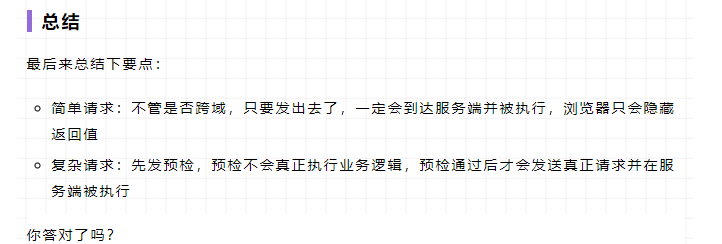 总结
最后来总结下要点：
简单请求：不管是否跨域，只要发出去了，一定会到达服务端并被执行，浏览器只会隐藏
返回值
复杂请求：先发预检，预检不会真正执行业务逻辑，预检通过后才会发送真正请求并在服
务端被执行
你答对了吗？